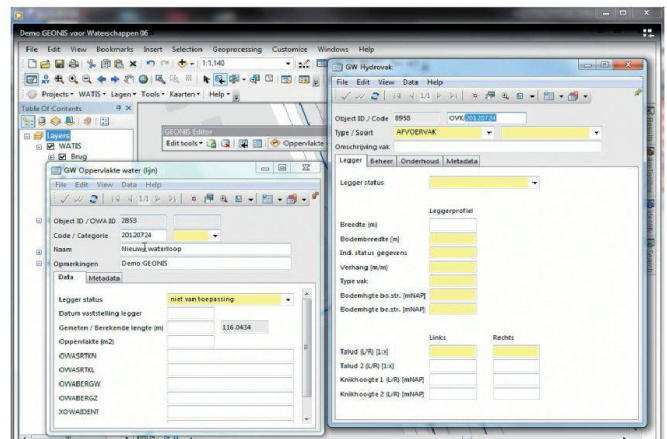 Demo GEONIS voor Waterschappen 06
File Edit View Bookmarks Insert Selection Geoprocessing Customize Windows Help
1:1,140
Projects WATIS Lagen Tools Kaarten Help
Table Of Contents
Layers
WATIS
Brug
GEONIS Editor
Edit tools
Oppervlakte
GW Oppervlakte water (lijn)
File Edit View Data Help
1/1
Object ID / OWA ID 2853
Code / Categorie 20120724
Naam Nieuwe waterloop
Opmerkingen Demo GEONIS
Data Metadata
Legger status niet van toepassing
Datum vaststelling legger
Gemeten / Berekende lengte (m) 116.0434
Oppervlakte (m2)
OWASRTKN
OWASRTKL
OWABERGW
OWABERGZ
XOWAIDENT
GW Hydrovak
File Edit View Data Help
1/1
Object ID / Code 8958 OVK/20120724
Type / Soort AFVOERVAK
Omschrijving vak
Legger Beheer Onderhoud Metadata
Legger status
Leggerprofiel
Breedte (m)
Bodembreedte [m]
Ind. status gegevens
Verhang [m/m]
Type vak
Bodemhgte bo.str. [mNAP]
Bodemhgte be.str. [mNAP]
Links Rechts
Talud (L/R) [1:x]
Talud 2 (L/R) [1:x]
Knikhoogte 1 (L/R) [mNAP]
Knikhoogte 2 (L/R) [mNAP]
Search